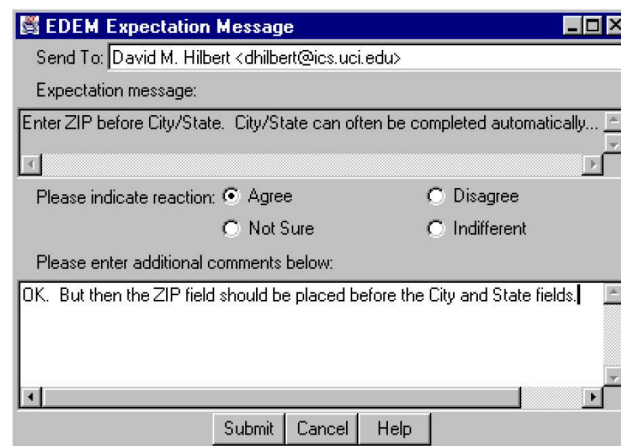 EDEM Expectation Message
Send To: David M. Hilbert <dhilbert@ics.uci.edu>
Expectation message:
Enter ZIP before City/State. City/State can often be completed automatically...
Please indicate reaction: Agree Disagree
Not Sure Indifferent
Please enter additional comments below:
OK. But then the ZIP field should be placed before the City and State fields.
Submit Cancel Help